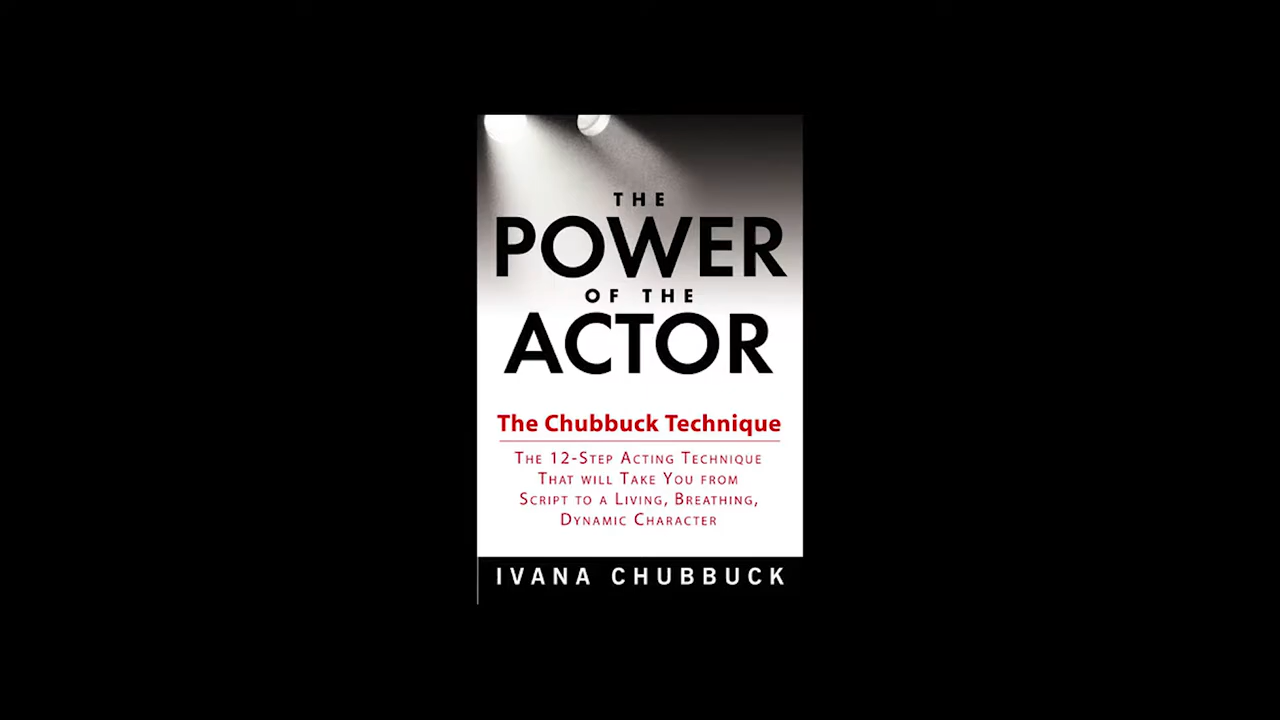 THE
POWER
OF THE
ACTOR
The Chubbuck Technique
THE 12-STEP ACTING TECHNIQUE
THAT WILL TAKE YOU FROM
SCRIPT TO A LIVING, BREATHING,
DYNAMIC CHARACTER
IVANA CHUBBUCK